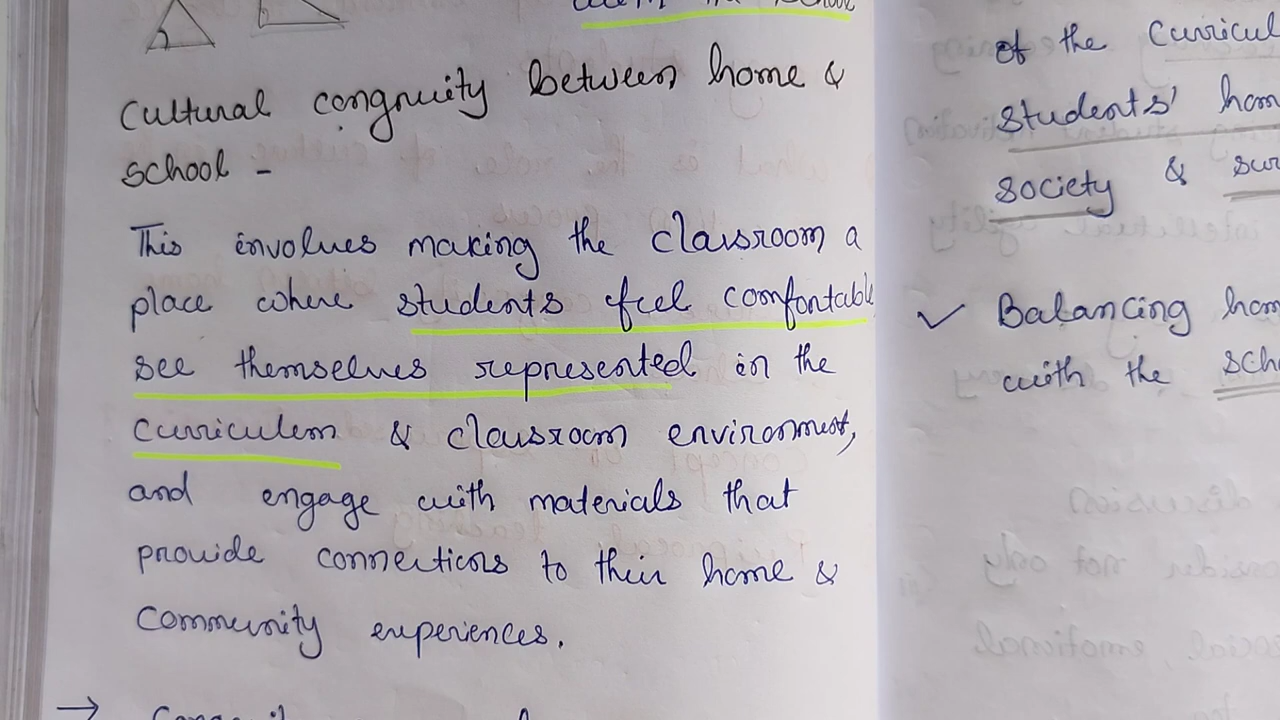 school
Cultural congruity between home &
school -
This involves making the classroom a
place where students feel comfortable
see themselves represented in the
curriculum & classroom environment,
and engage with materials that
provide connections to their home &
community experiences.
→
of the curricul
students' hom
society & sur
✓ Balancing hom
with the sch